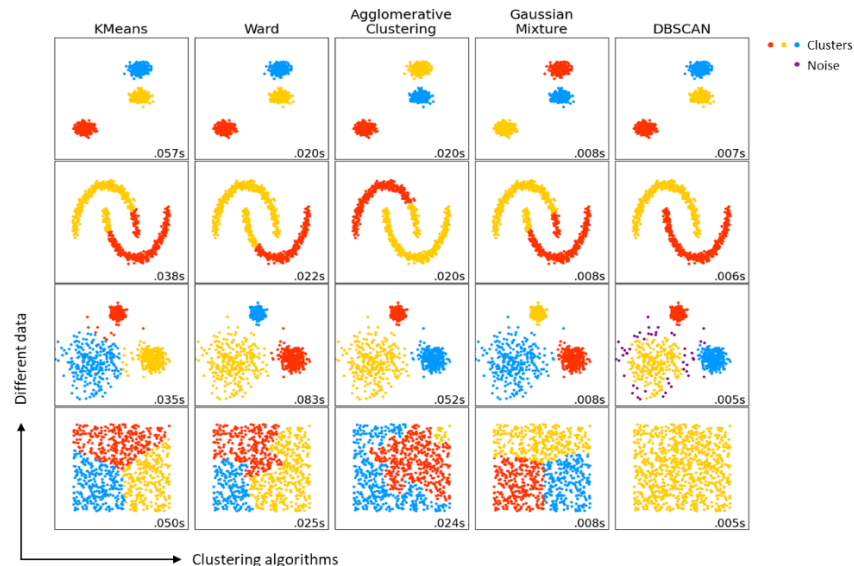 KMeans
Ward
Agglomerative
Clustering
Gaussian
Mixture
DBSCAN
Clusters
Noise
.057s
.020s
.020s
.008s
.007s
.038s
.022s
.020s
.008s
.006s
.035s
.083s
.052s
.008s
.005s
.050s
.025s
.024s
.008s
.005s
Different data
Clustering algorithms